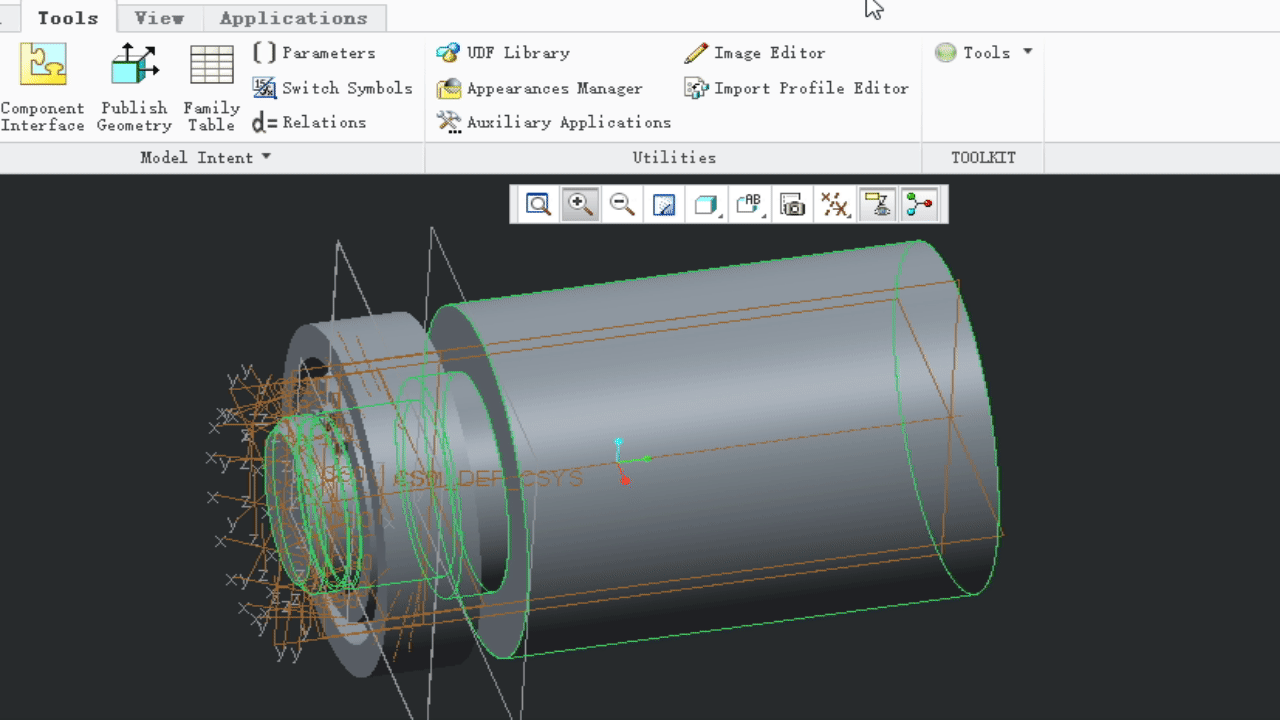 Tools View Applications
Parameters
Switch Symbols
d= Relations
Component Interface
Publish Geometry
Family Table
Model Intent
UDF Library
Appearances Manager
Auxiliary Applications
Image Editor
Import Profile Editor
Utilities
Tools
TOOLKIT
AB
CS0 DEF_CSYS